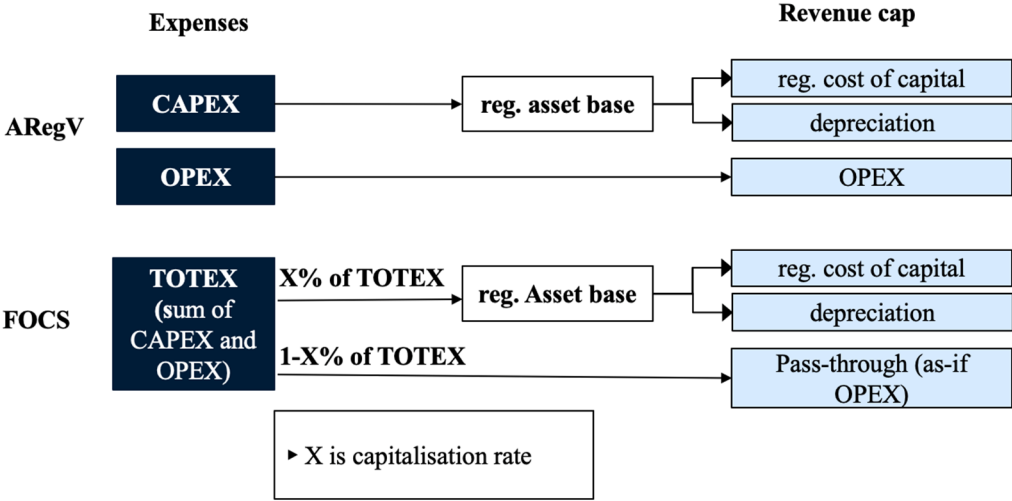 Expenses
Revenue cap
ARegV
CAPEX
reg. asset base
reg. cost of capital
depreciation
OPEX
OPEX
FOCS
TOTEX
(sum of
CAPEX and
OPEX)
X% of TOTEX
reg. Asset base
reg. cost of capital
depreciation
1-X% of TOTEX
Pass-through (as-if
OPEX)
‣ X is capitalisation rate